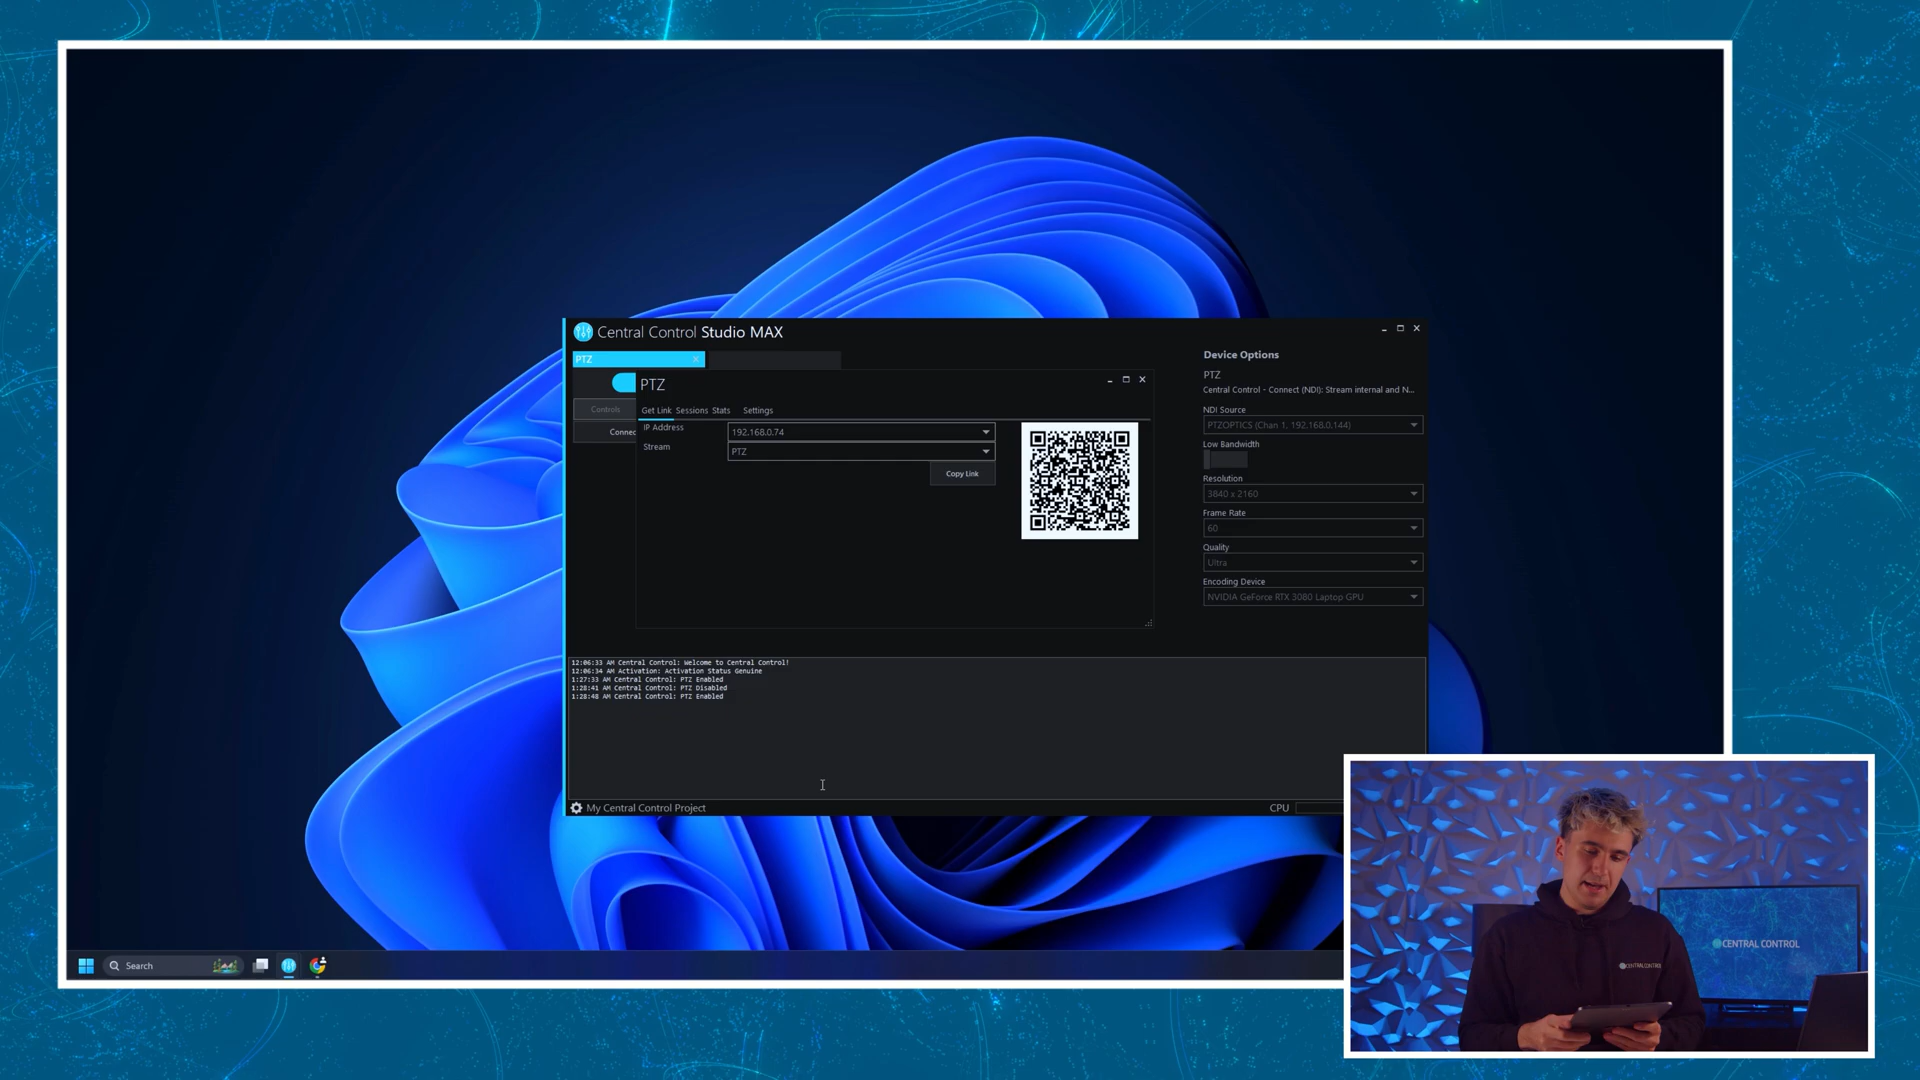 Central Control Studio MAX
PTZ
Device Options
PTZ
Central Control - Connect (NDI): Stream internal and N...
NDI Source
PTZOPTICS (Chan 1, 192.168.0.144)
Low Bandwidth
Resolution
3840 x 2160
Frame Rate
60
Quality
Ultra
Encoding Device
NVIDIA GeForce RTX 3080 Laptop GPU
Controls
Connec
PTZ
Get Link Sessions Stats Settings
IP Address
192.168.0.74
Stream
PTZ
Copy Link
12:06:33 AM Central Control: Welcome to Central Control!
12:06:34 AM Activation: Activation Status Genuine
1:27:33 AM Central Control: PTZ Enabled
1:28:41 AM Central Control: PTZ Disabled
1:28:48 AM Central Control: PTZ Enabled
My Central Control Project
CPU
Search
CENTRAL CONTROL
CENTRALCONTROL